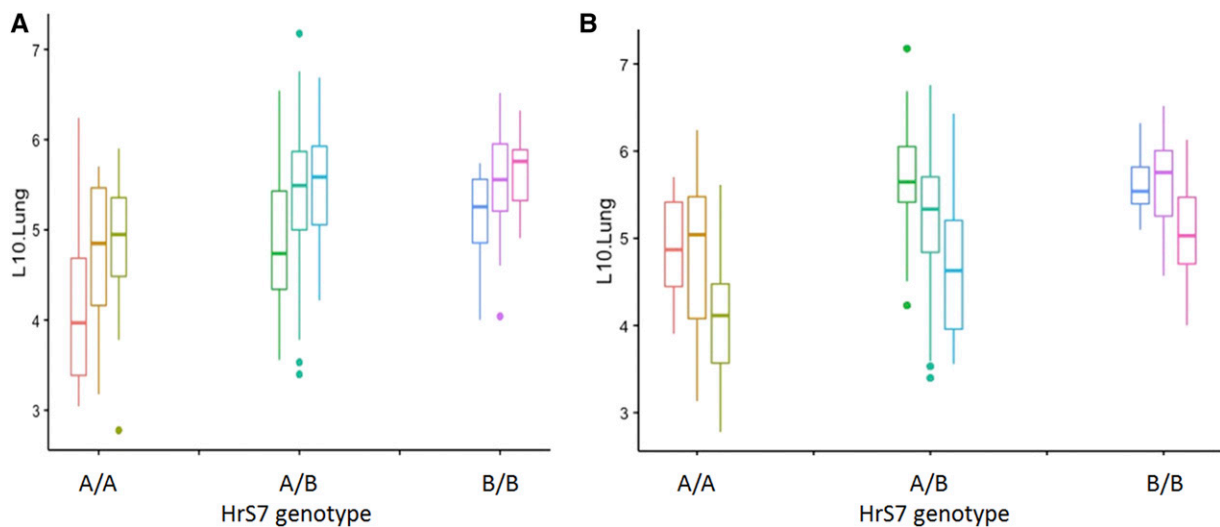 A
L10.Lung
7
6
5
4
3
A/A A/B B/B
HrS7 genotype
B
L10.Lung
7
6
5
4
3
A/A A/B B/B
HrS7 genotype